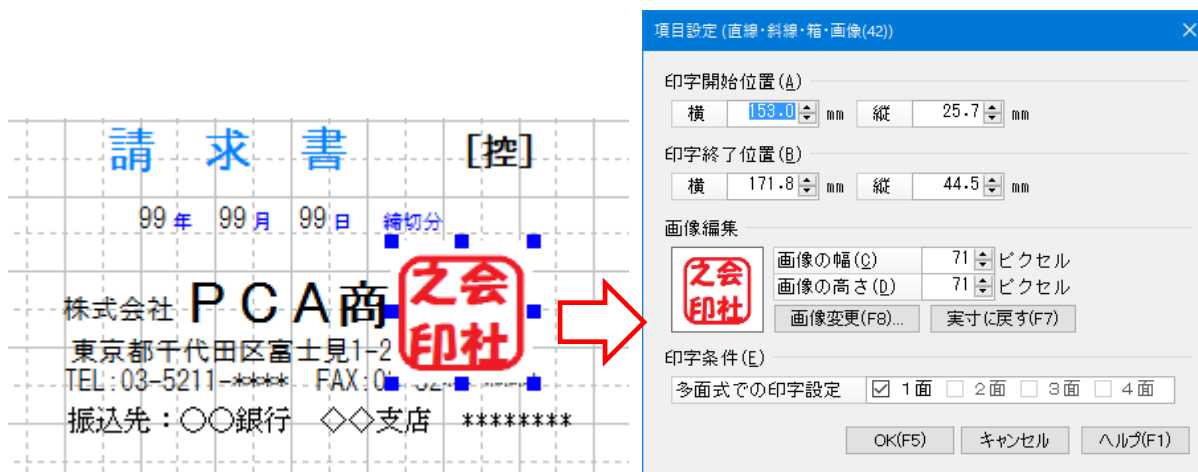 請 求 書 [控]
99 年 99 月 99 日 締切分
株式会社 PCA商
会社之印
東京都千代田区富士見1-2
TEL:03-5211-**** FAX:0
振込先:〇〇銀行 ◇◇支店 ********
項目設定 (直線・斜線・箱・画像(42))
印字開始位置(A)
横 153.0 mm 縦 25.7 mm
印字終了位置(B)
横 171.8 mm 縦 44.5 mm
画像編集
会社之印
画像の幅(C) 71 ピクセル
画像の高さ(D) 71 ピクセル
画像変更(F8)... 実寸に戻す(F7)
印字条件(E)
多面式での印字設定 1面 2面 3面 4面
OK(F5) キャンセル ヘルプ(F1)